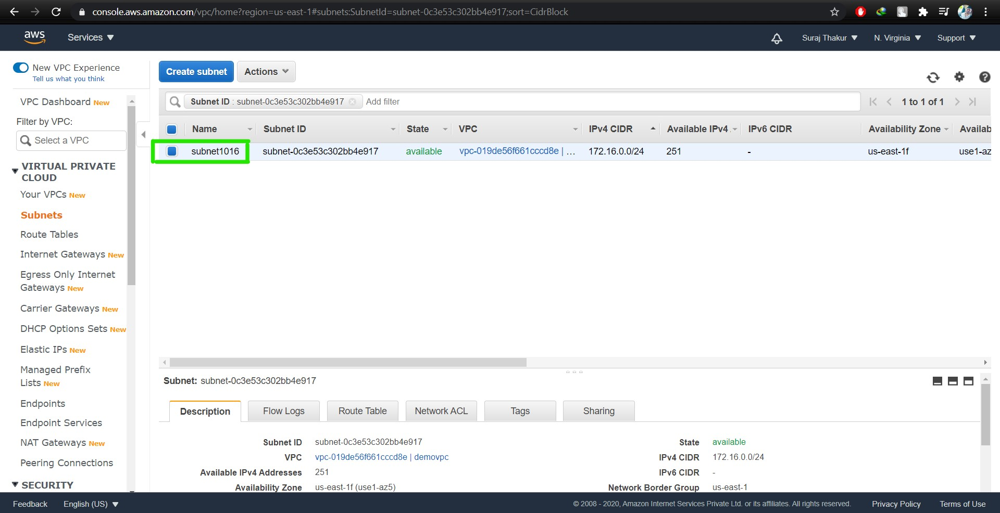 console.aws.amazon.com/vpc/home?region=us-east-1#subnets:SubnetId=subnet-0c3e53c302bb4e917;sort=CidrBlock
aws Services Suraj Thakur N. Virginia Support
New VPC Experience
Tell us what you think
VPC Dashboard New
Filter by VPC:
Select a VPC
VIRTUAL PRIVATE
CLOUD
Your VPCs New
Subnets
Route Tables
Internet Gateways New
Egress Only Internet
Gateways New
Carrier Gateways New
DHCP Options Sets New
Elastic IPs New
Managed Prefix
Lists New
Endpoints
Endpoint Services
NAT Gateways New
Peering Connections
SECURITY
Create subnet Actions
Subnet ID : subnet-0c3e53c302bb4e917 Add filter 1 to 1 of 1
Name Subnet ID State VPC IPv4 CIDR Available IPv4 IPv6 CIDR Availability Zone Availab
subnet1016 subnet-0c3e53c302bb4e917 available vpc-019de56f661cccd8e | ... 172.16.0.0/24 251 - us-east-1f use1-az
Subnet: subnet-0c3e53c302bb4e917
Description Flow Logs Route Table Network ACL Tags Sharing
Subnet ID subnet-0c3e53c302bb4e917 State available
VPC vpc-019de56f661cccd8e | demovpc IPv4 CIDR 172.16.0.0/24
Available IPv4 Addresses 251 IPv6 CIDR -
Availability Zone us-east-1f (use1-az5) Network Border Group us-east-1
Feedback English (US) © 2008 - 2020, Amazon Internet Services Private Ltd. or its affiliates. All rights reserved. Privacy Policy Terms of Use